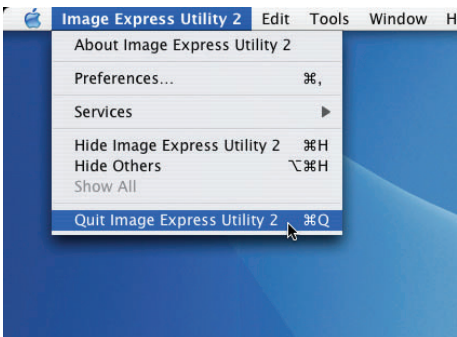 Image Express Utility 2 Edit Tools Window H
About Image Express Utility 2
Preferences... ⌘,
Services
Hide Image Express Utility 2 ⌘H
Hide Others ⌥⌘H
Show All
Quit Image Express Utility 2 ⌘Q